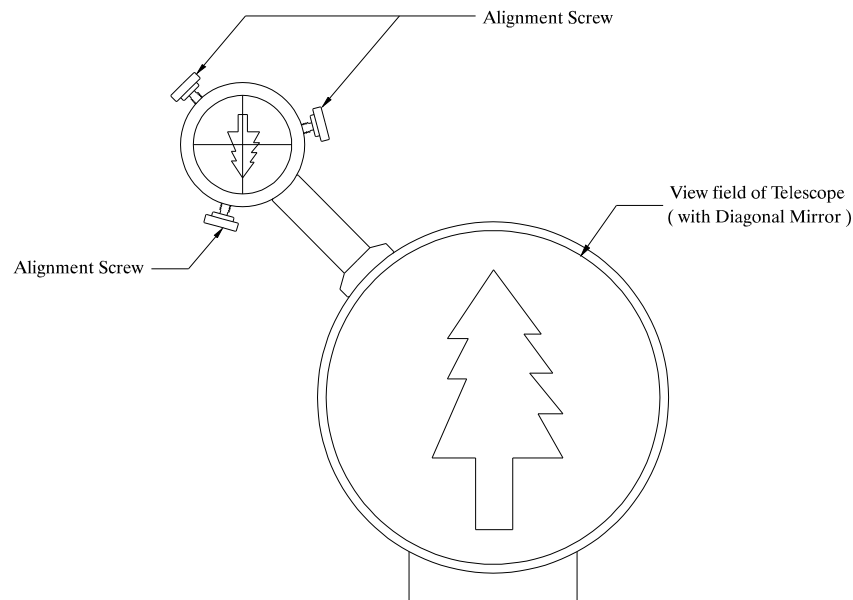 Alignment Screw
View field of Telescope
( with Diagonal Mirror )
Alignment Screw